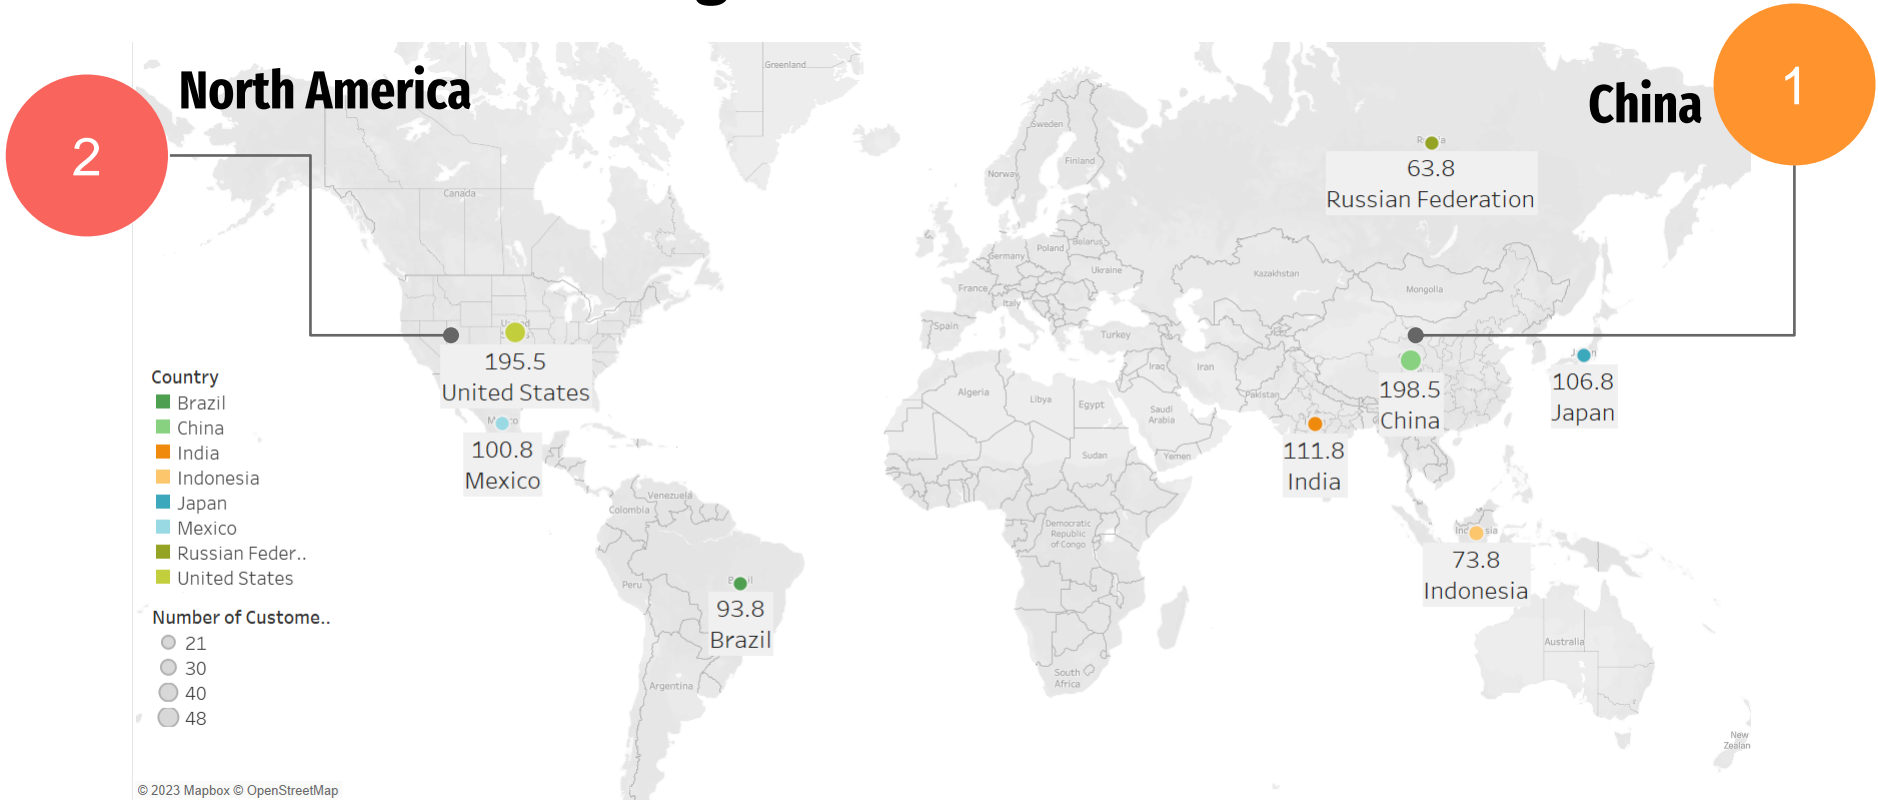 North America
China
1
2
Greenland
Canada
Sweden
Finland
Norway
63.8
Russian Federation
Poland
Belarus
Germany
Ukraine
France
Kazakhstan
Mongolia
Italy
Spain
Turkey
195.5
United States
Iraq
Iran
Algeria
Libya
Egypt
Pakistan
Saudi
Arabia
198.5
China
106.8
Japan
100.8
Mexico
111.8
India
Sudan
Yemen
Venezuela
Colombia
Democratic
Republic
of Congo
73.8
Indonesia
Peru
93.8
Brazil
Argentina
South
Africa
Australia
New
Zealan
Country
Brazil
China
India
Indonesia
Japan
Mexico
Russian Feder..
United States
Number of Custome..
21
30
40
48
© 2023 Mapbox © OpenStreetMap